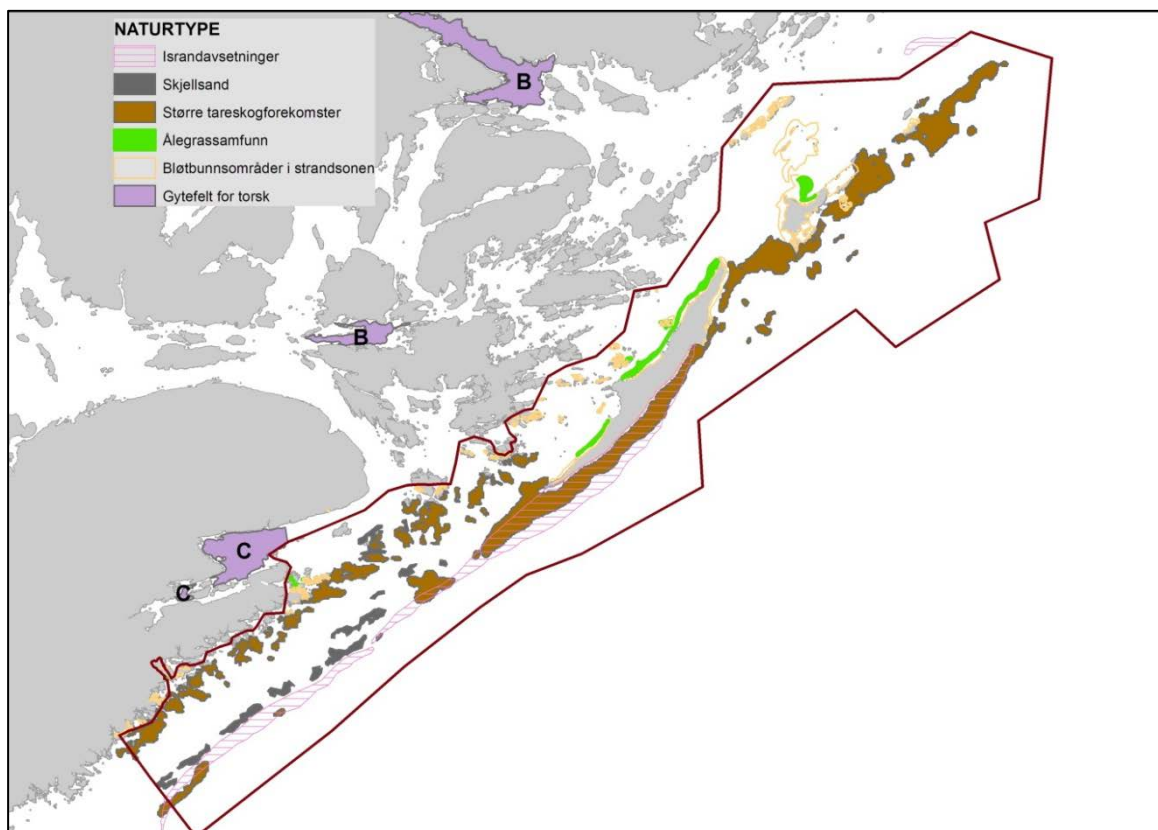 NATURTYPE
Israndavsetninger
Skjellsand
Større tareskogforekomster
Ålegrassamfunn
Bløtbunnsområder i strandsonen
Gytefelt for torsk
B
B
C
C